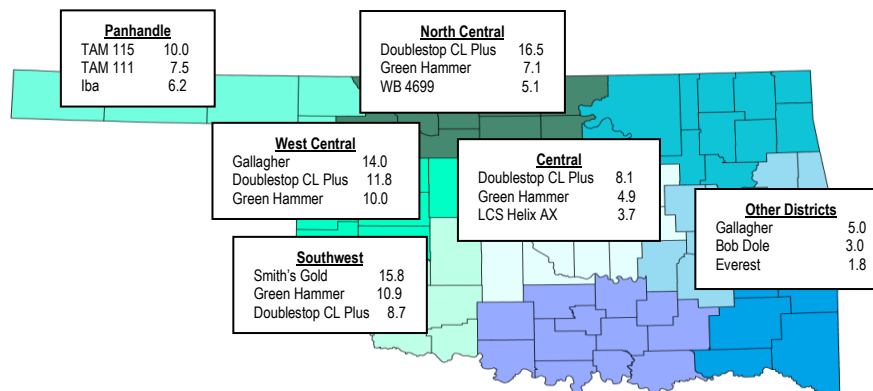 Panhandle
TAM 115 10.0
TAM 111 7.5
Iba 6.2
North Central
Doublestop CL Plus 16.5
Green Hammer 7.1
WB 4699 5.1
West Central
Gallagher 14.0
Doublestop CL Plus 11.8
Green Hammer 10.0
Central
Doublestop CL Plus 8.1
Green Hammer 4.9
LCS Helix AX 3.7
Other Districts
Gallagher 5.0
Bob Dole 3.0
Everest 1.8
Southwest
Smith's Gold 15.8
Green Hammer 10.9
Doublestop CL Plus 8.7